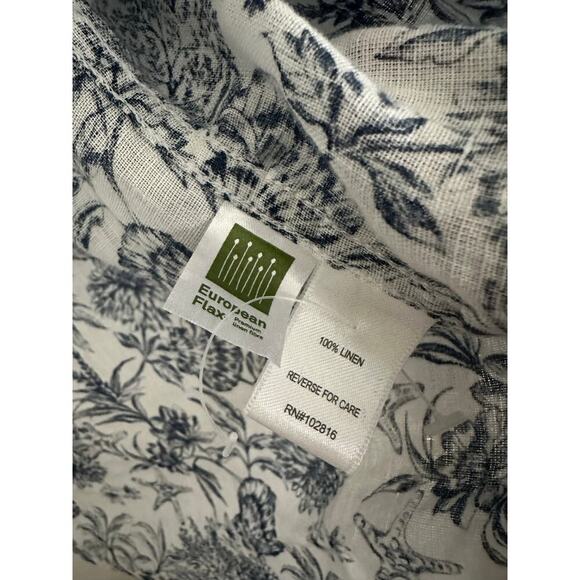 European
Flax
Premium
linen fibre
100% LINEN
REVERSE FOR CARE
RN#102816